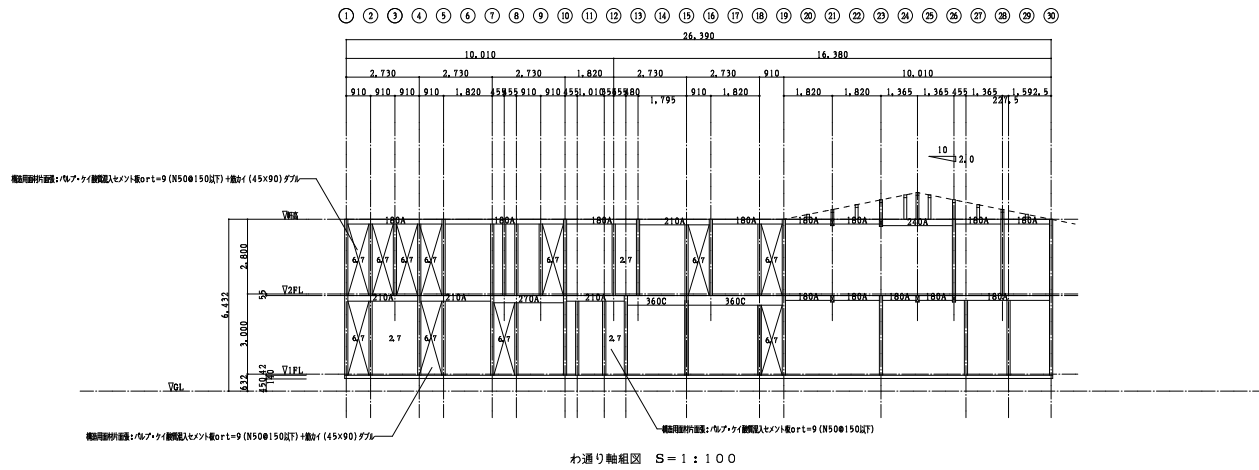 1 2 3 4 5 6 7 8 9 10 11 12 13 14 15 16 17 18 19 20 21 22 23 24 25 26 27 28 29 30
26.390
10.010 16.380
2.730 2.730 2.730 1.820 2.730 2.730 910 10.010
910 910 910 910 1.820 455 455 910 910 455 1.010 910 1.820 1.820 1.820 1.365 1.365 455 1.365 1.592.5
1.795 227.5
10
2.0
構造用面材片面張:パルプ・ケイ酸質混入セメント板or t=9 (N50@150以下) +筋カイ (45×90) ダブル
▽軒高
180A 180A 180A 210A 180A 180A 180A 240A 180A 180A
2.800
6.7 6.7 6.7 6.7 6.7 2.7 6.7 6.7
6.432
55
▽2FL
210A 210A 270A 210A 360C 360C 180A 180A 180A 180A 180A
3.000
6.7 2.7 6.7 6.7 2.7 6.7
▽1FL
632
450 42
140
▽GL
構造用面材片面張:パルプ・ケイ酸質混入セメント板or t=9 (N50@150以下) +筋カイ (45×90) ダブル
構造用面材片面張:パルプ・ケイ酸質混入セメント板or t=9 (N50@150以下)
わ通り軸組図 S=1:100